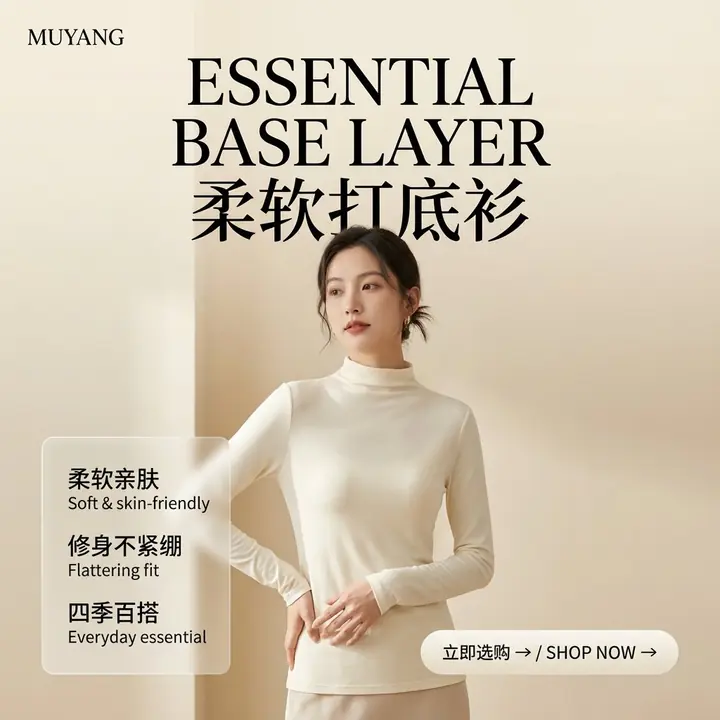 MUYANG
ESSENTIAL
BASE LAYER
柔软打底衫
柔软亲肤
Soft & skin-friendly
修身不紧绷
Flattering fit
四季百搭
Everyday essential
立即选购 → / SHOP NOW →